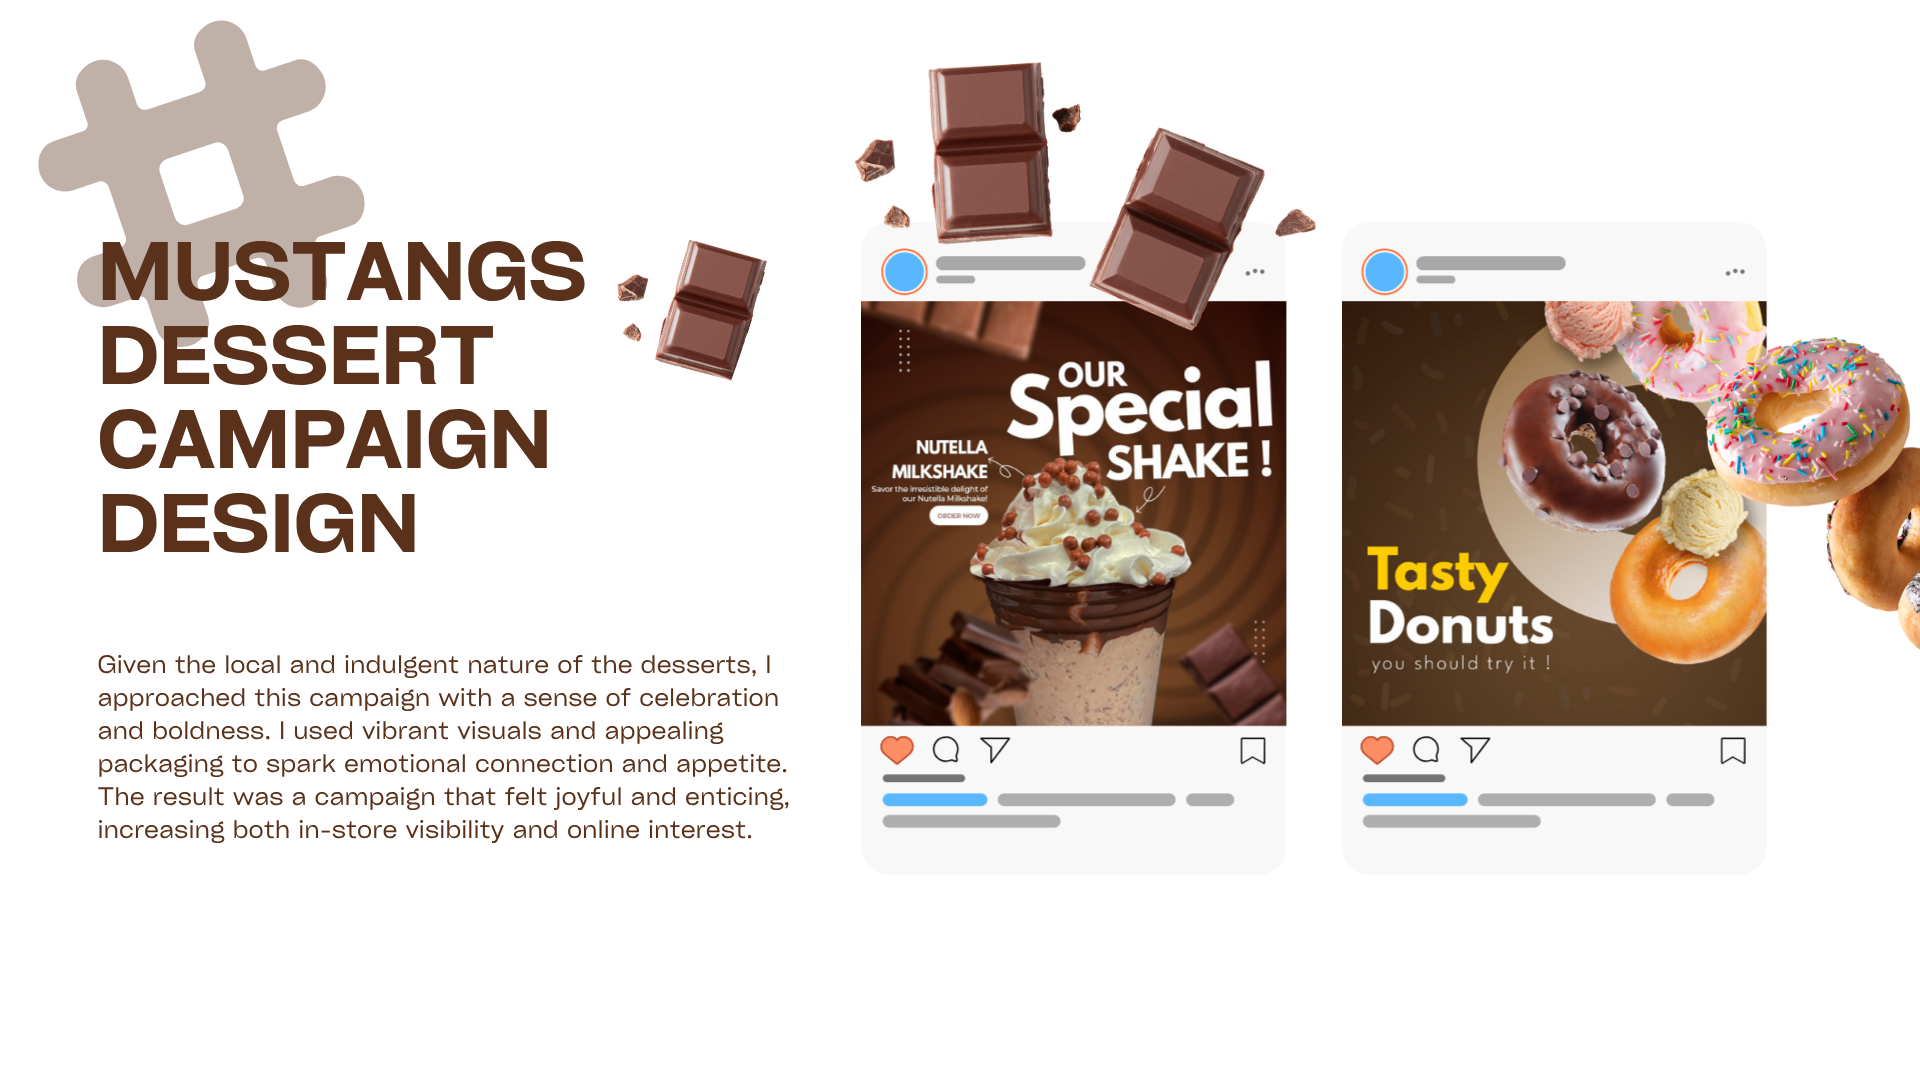 MUSTANGS
DESSERT
CAMPAIGN
DESIGN
Given the local and indulgent nature of the desserts, I
approached this campaign with a sense of celebration
and boldness. I used vibrant visuals and appealing
packaging to spark emotional connection and appetite.
The result was a campaign that felt joyful and enticing,
increasing both in-store visibility and online interest.
OUR
Special
SHAKE !
NUTELLA
MILKSHAKE
Savor the irresistible delight of
our Nutella Milkshake!
ORDER NOW
Tasty
Donuts
you should try it !